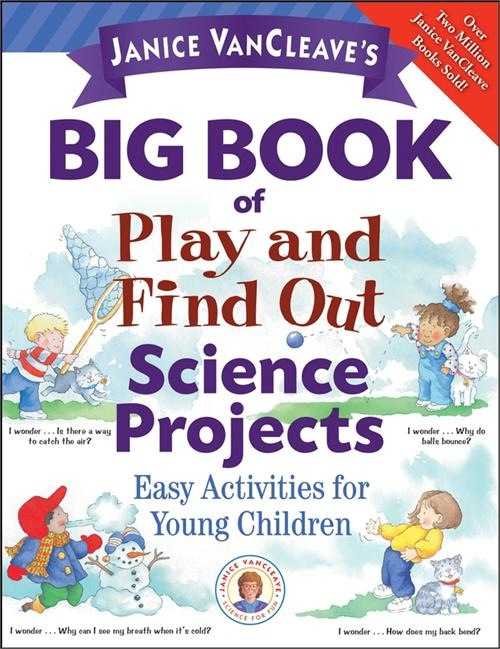 JANICE VANCLEAVE'S
Over
Two Million
Janice VanCleave
Books Sold!
BIG BOOK
of
Play and
Find Out
Science
Projects
I wonder . . . Is there a way
to catch the air?
I wonder . . . Why do
balls bounce?
Easy Activities for
Young Children
JANICE VANCLEAVE
SCIENCE FOR FUN
I wonder . . . Why can I see my breath when it's cold?
I wonder . . . How does my back bend?